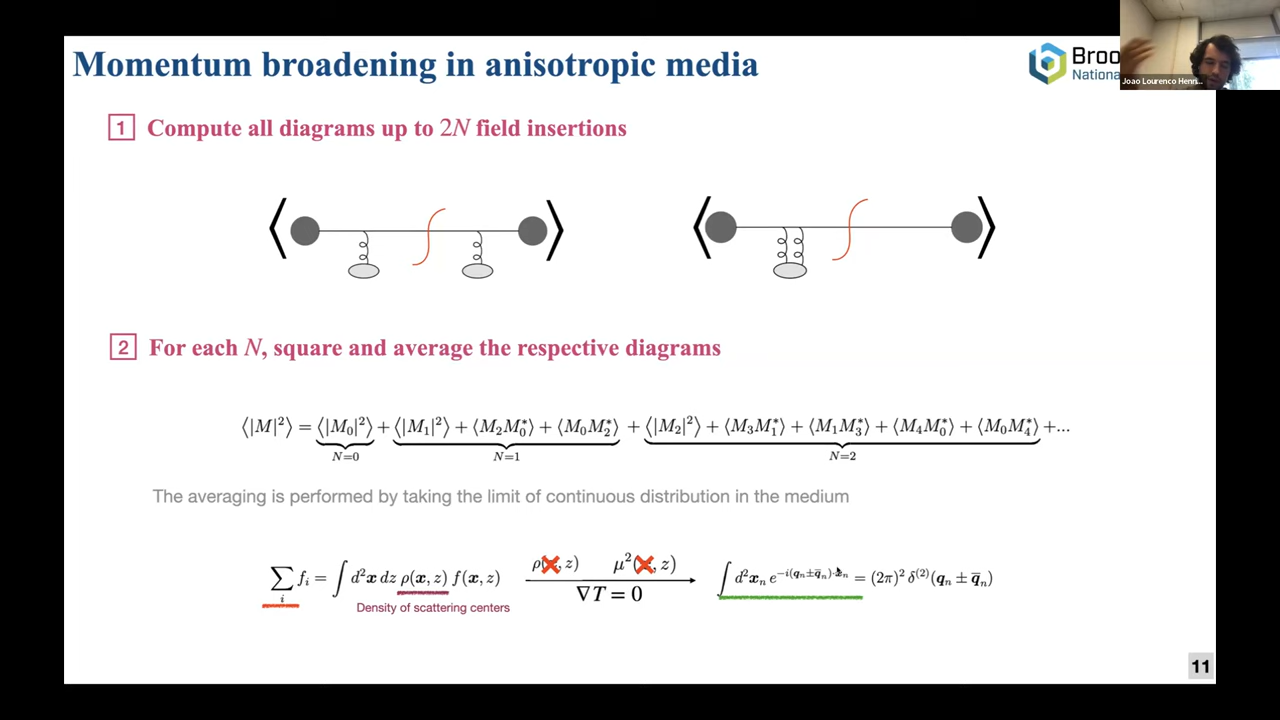 Momentum broadening in anisotropic media
Joao Lourenco Henri...
1 Compute all diagrams up to 2N field insertions
2 For each N, square and average the respective diagrams
⟨|M|²⟩ = ⟨|M₀|²⟩ + ⟨|M₁|²⟩ + ⟨M₂M₀*⟩ + ⟨M₀M₂*⟩ + ⟨|M₂|²⟩ + ⟨M₃M₁*⟩ + ⟨M₁M₃*⟩ + ⟨M₄M₀*⟩ + ⟨M₀M₄*⟩ +...
N=0 N=1 N=2
The averaging is performed by taking the limit of continuous distribution in the medium
∑ᵢ fᵢ = ∫ d²x dz ρ(x, z) f(x, z) ρ( , z) μ²( , z) ∫ d²xₙ e^{-i(qₙ±q̄ₙ)·xₙ} = (2π)² δ⁽²⁾(qₙ ± q̄ₙ)
∇T = 0
Density of scattering centers
11